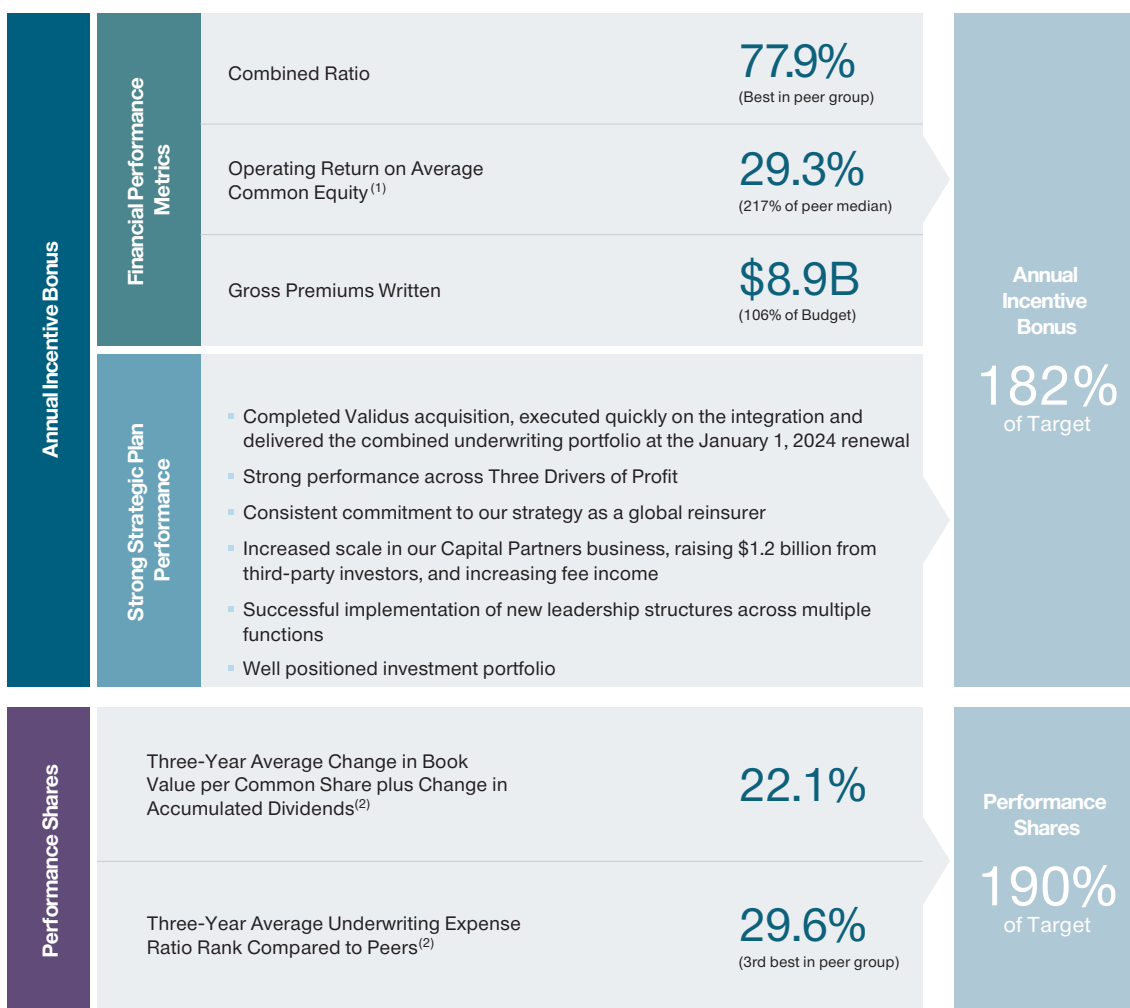 Annual Incentive Bonus
Financial Performance
Metrics
Combined Ratio
77.9%
(Best in peer group)
Operating Return on Average
Common Equity(1)
29.3%
(217% of peer median)
Gross Premiums Written
$8.9B
(106% of Budget)
Strong Strategic Plan
Performance
▪ Completed Validus acquisition, executed quickly on the integration and
delivered the combined underwriting portfolio at the January 1, 2024 renewal
▪ Strong performance across Three Drivers of Profit
▪ Consistent commitment to our strategy as a global reinsurer
▪ Increased scale in our Capital Partners business, raising $1.2 billion from
third-party investors, and increasing fee income
▪ Successful implementation of new leadership structures across multiple
functions
▪ Well positioned investment portfolio
Annual
Incentive
Bonus
182%
of Target
Performance Shares
Three-Year Average Change in Book
Value per Common Share plus Change in
Accumulated Dividends(2)
22.1%
Three-Year Average Underwriting Expense
Ratio Rank Compared to Peers(2)
29.6%
(3rd best in peer group)
Performance
Shares
190%
of Target